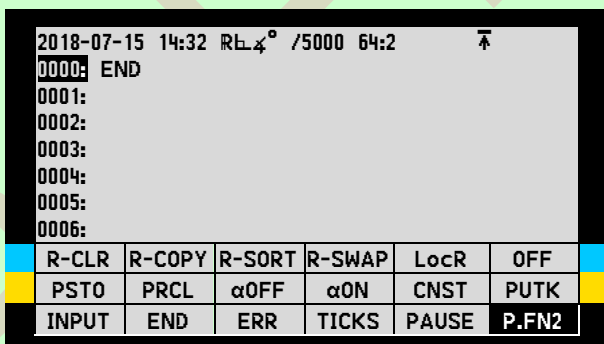 2018-07-15 14:32 R∟∡° /5000 64:2
0000: END
0001:
0002:
0003:
0004:
0005:
0006:
R-CLR R-COPY R-SORT R-SWAP LocR OFF
PSTO PRCL αOFF αON CNST PUTK
INPUT END ERR TICKS PAUSE P.FN2